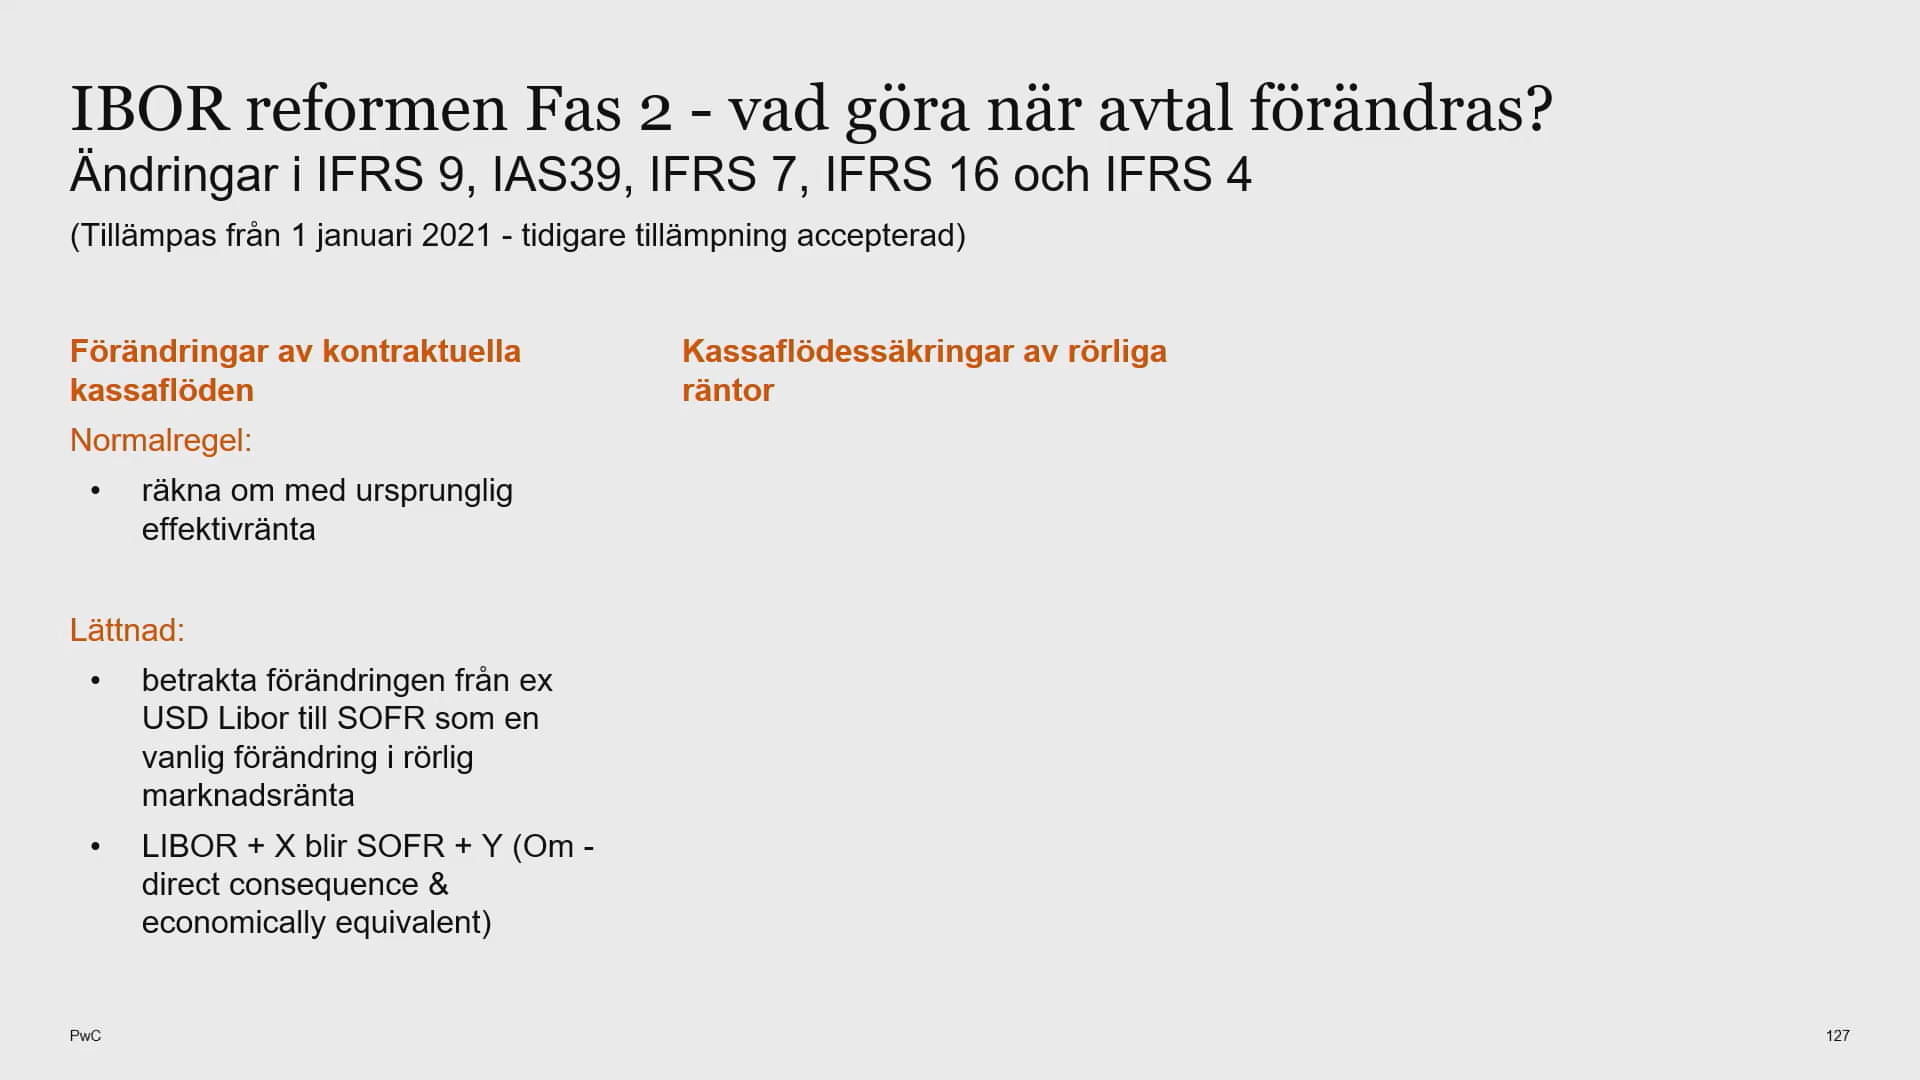 IBOR reformen Fas 2 - vad göra när avtal förändras?
Ändringar i IFRS 9, IAS39, IFRS 7, IFRS 16 och IFRS 4
(Tillämpas från 1 januari 2021 - tidigare tillämpning accepterad)
Förändringar av kontraktuella
kassaflöden
Normalregel:
• räkna om med ursprunglig
effektivränta
Lättnad:
• betrakta förändringen från ex
USD Libor till SOFR som en
vanlig förändring i rörlig
marknadsränta
• LIBOR + X blir SOFR + Y (Om -
direct consequence &
economically equivalent)
Kassaflödessäkringar av rörliga
räntor
PwC
127